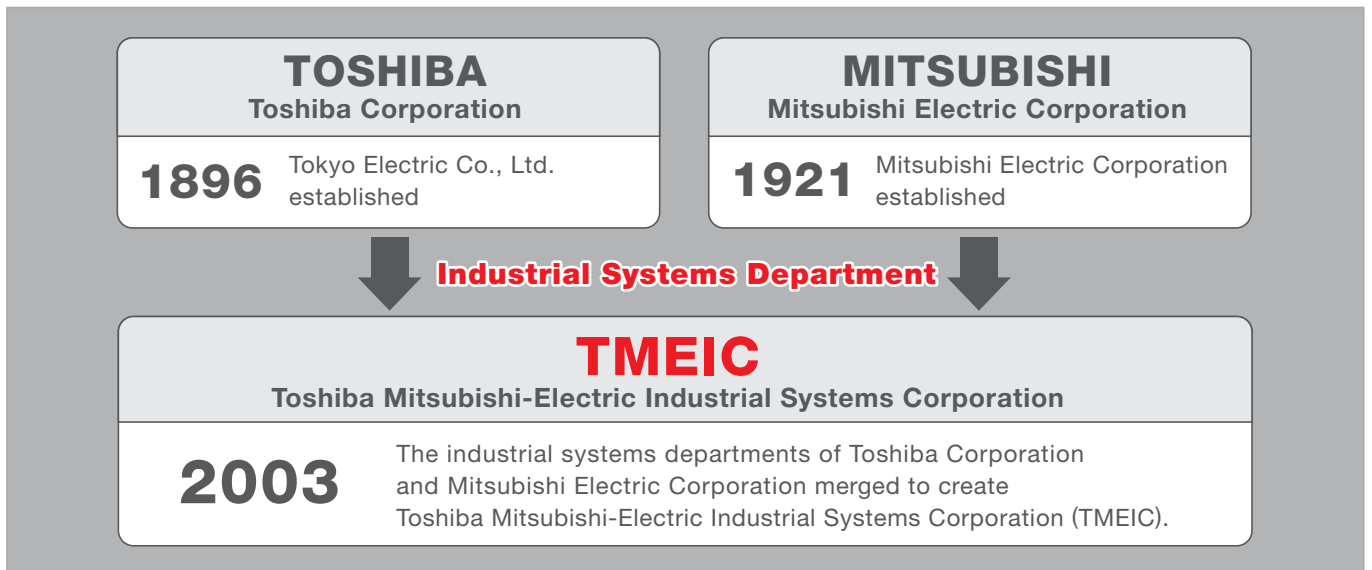 TOSHIBA
Toshiba Corporation
1896
Tokyo Electric Co., Ltd.
established
MITSUBISHI
Mitsubishi Electric Corporation
1921
Mitsubishi Electric Corporation
established
Industrial Systems Department
TMEIC
Toshiba Mitsubishi-Electric Industrial Systems Corporation
2003
The industrial systems departments of Toshiba Corporation
and Mitsubishi Electric Corporation merged to create
Toshiba Mitsubishi-Electric Industrial Systems Corporation (TMEIC).